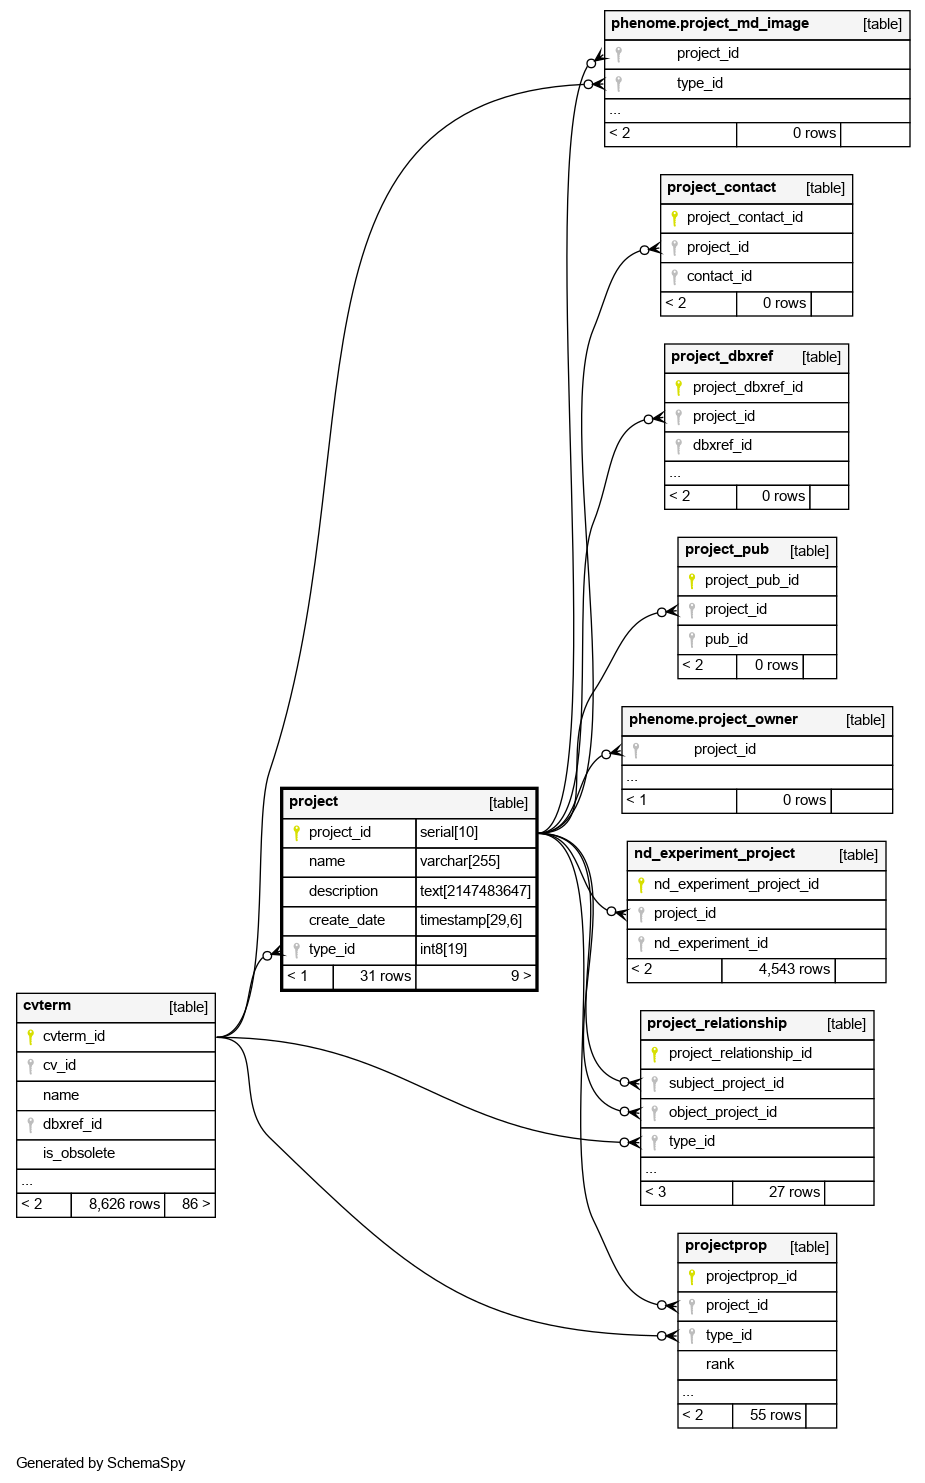 phenome.project_md_image [table]
project_id
type_id
...
< 2 0 rows
project_contact [table]
project_contact_id
project_id
contact_id
< 2 0 rows
project_dbxref [table]
project_dbxref_id
project_id
dbxref_id
...
< 2 0 rows
project_pub [table]
project_pub_id
project_id
pub_id
< 2 0 rows
phenome.project_owner [table]
project_id
...
< 1 0 rows
project [table]
project_id serial[10]
name varchar[255]
description text[2147483647]
create_date timestamp[29,6]
type_id int8[19]
< 1 31 rows 9 >
nd_experiment_project [table]
nd_experiment_project_id
project_id
nd_experiment_id
< 2 4,543 rows
cvterm [table]
cvterm_id
cv_id
name
dbxref_id
is_obsolete
...
< 2 8,626 rows 86 >
project_relationship [table]
project_relationship_id
subject_project_id
object_project_id
type_id
...
< 3 27 rows
projectprop [table]
projectprop_id
project_id
type_id
rank
...
< 2 55 rows
Generated by SchemaSpy